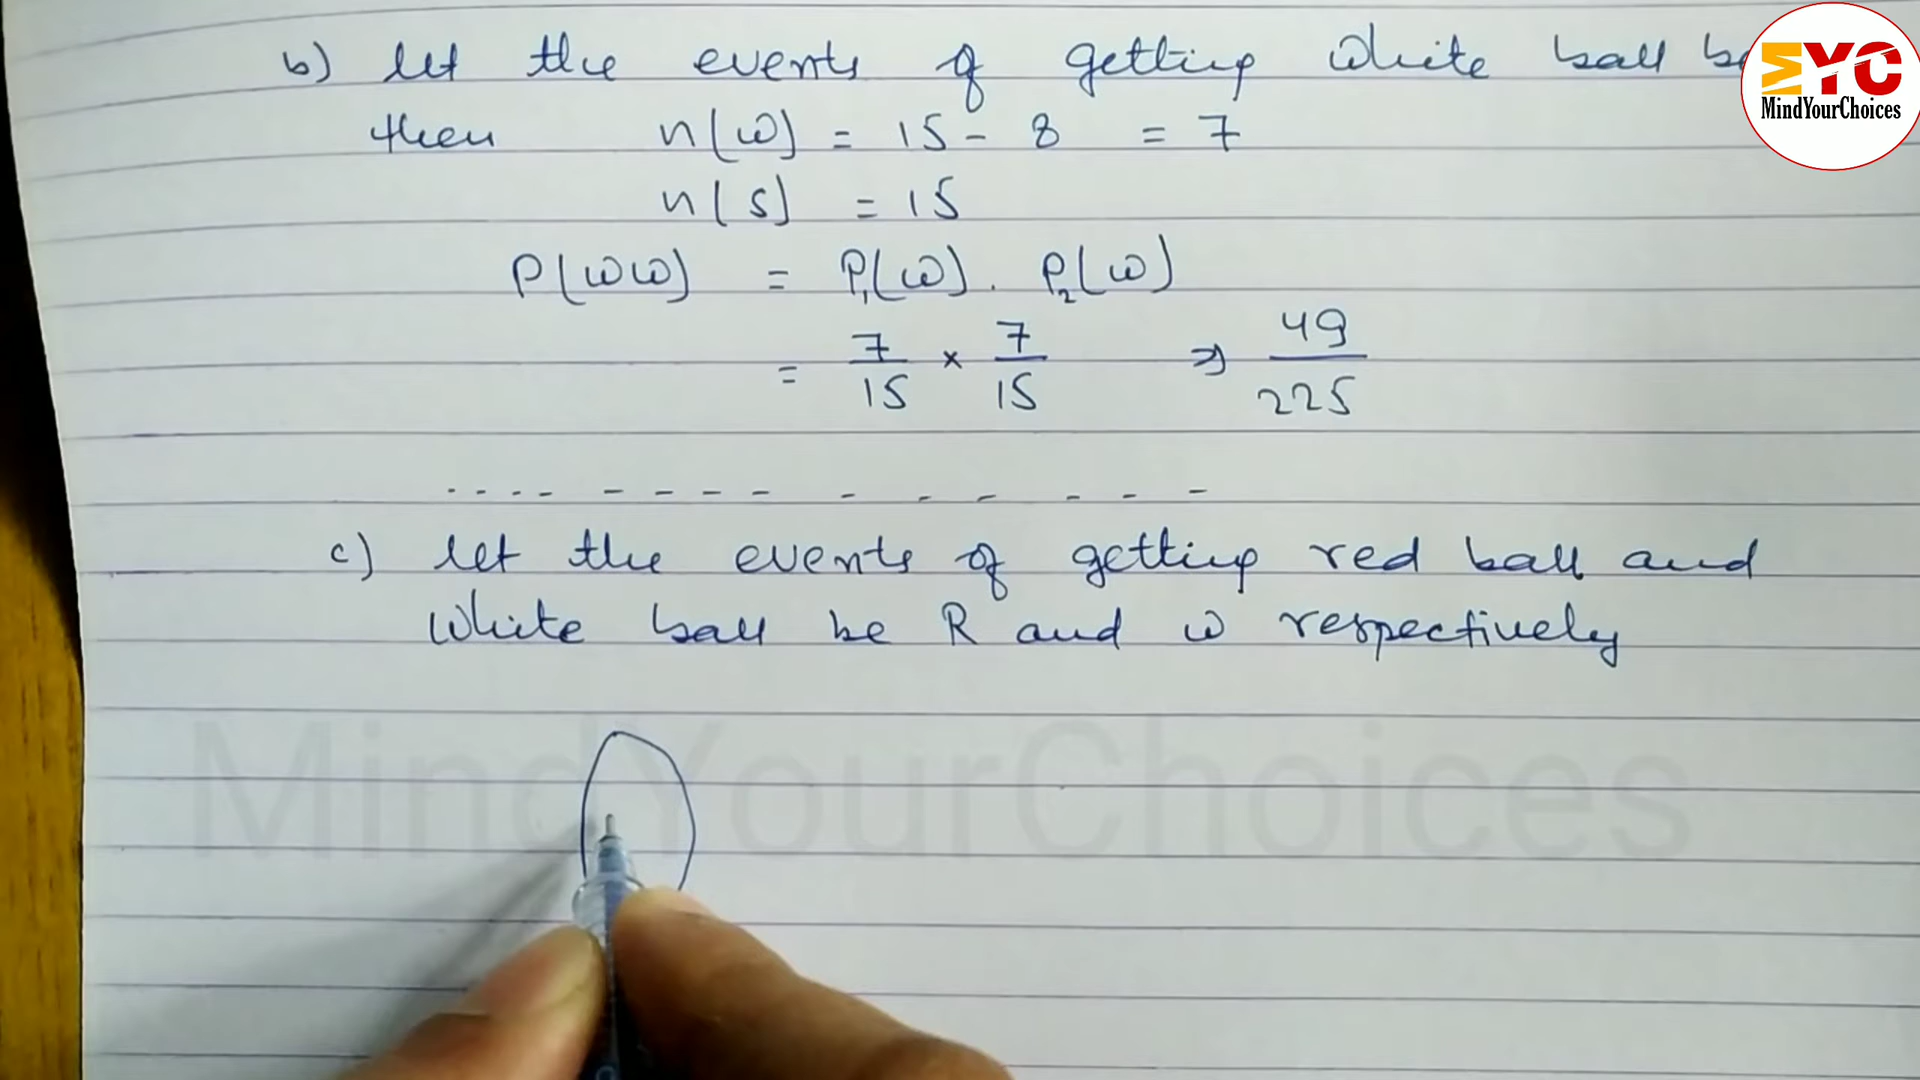 b) let the events of getting white ball be
then n(w) = 15 - 8 = 7
n(s) = 15
P(ww) = P₁(w) . P₂(w)
= 7/15 × 7/15 ⇒ 49/225
c) let the events of getting red ball and
white ball be R and w respectively
MYC
MindYourChoices
MindYourChoices